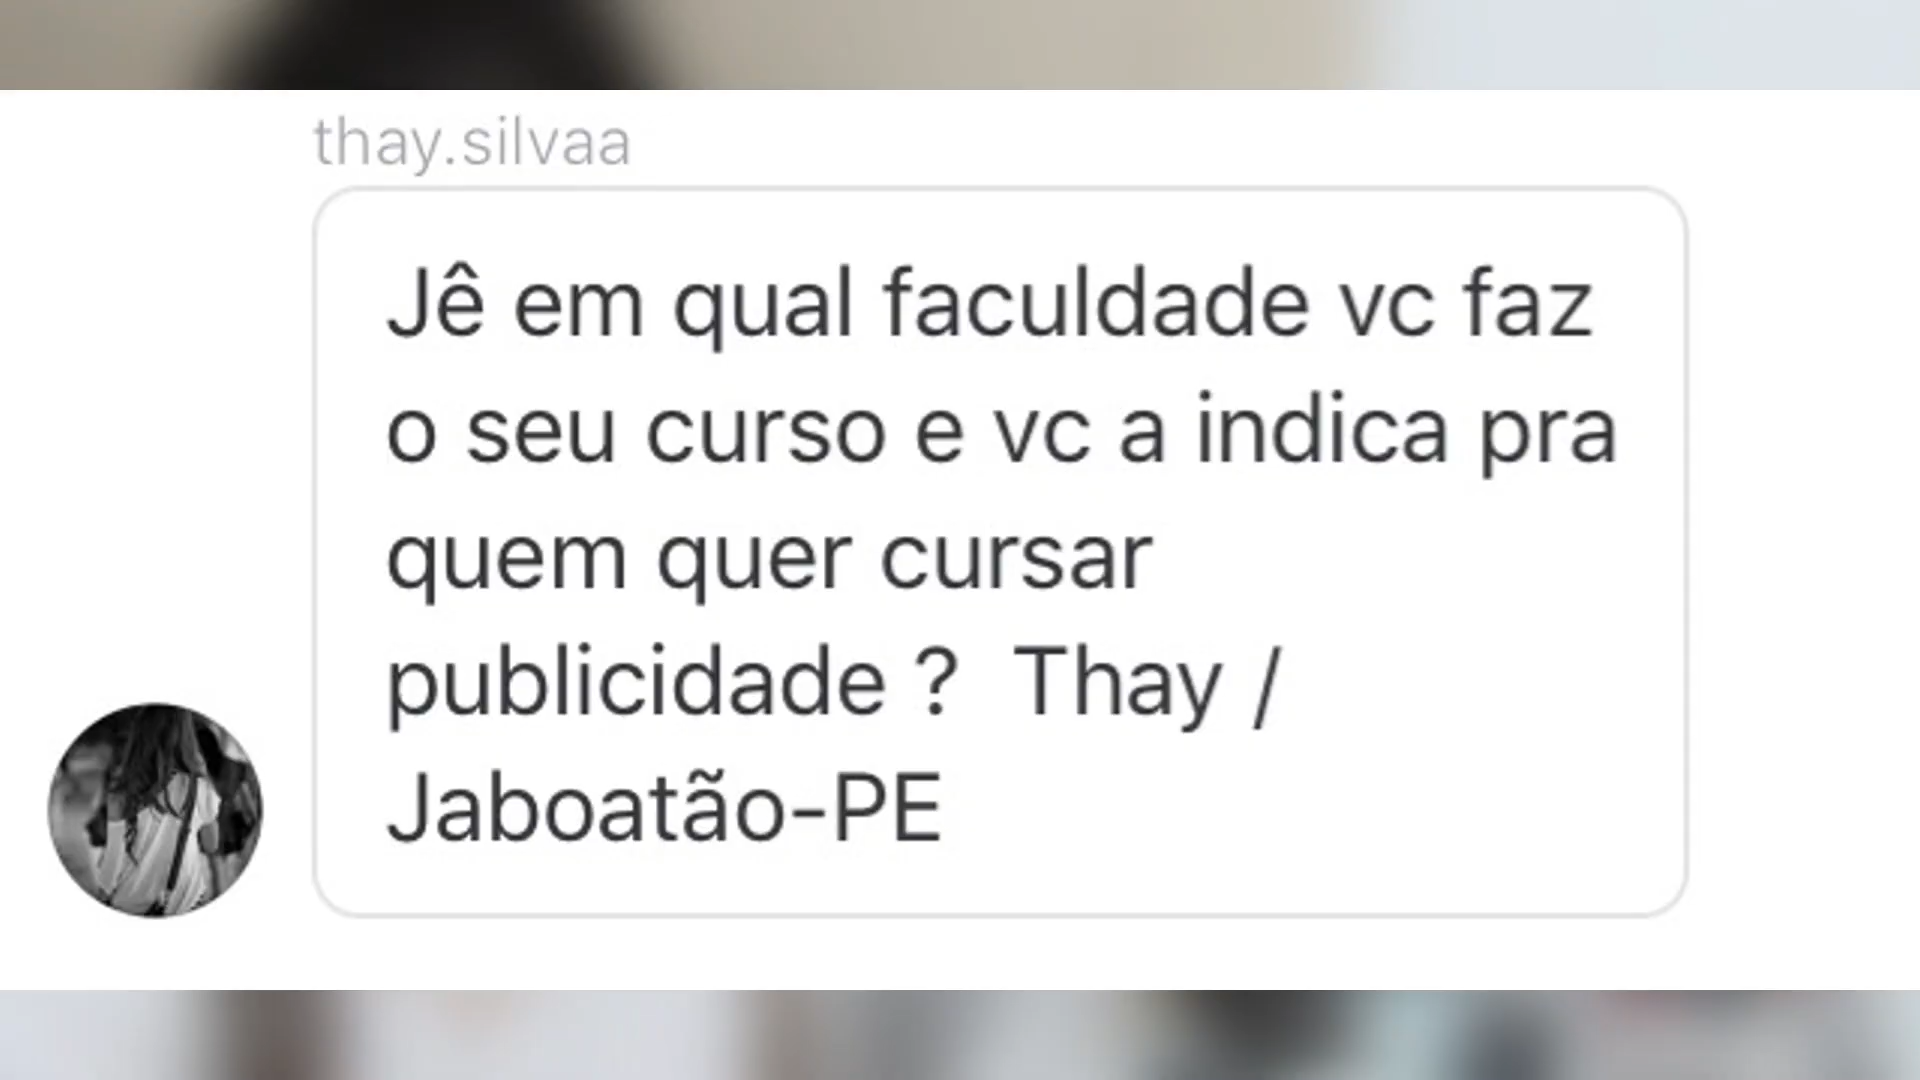 thay.silvaa
Jê em qual faculdade vc faz
o seu curso e vc a indica pra
quem quer cursar
publicidade ?  Thay /
Jaboatão-PE